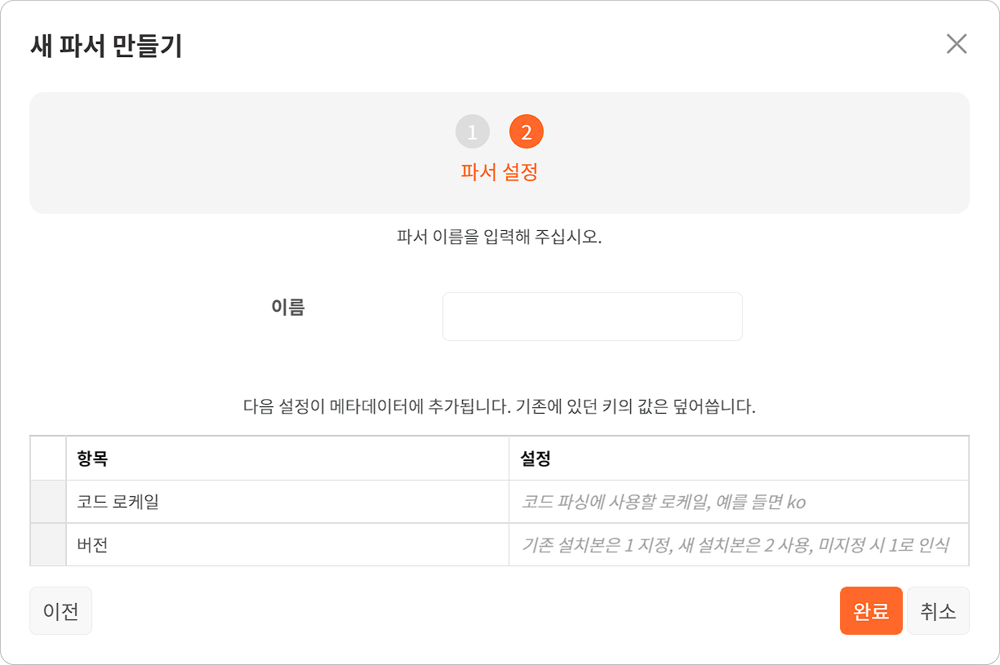 새 파서 만들기
1 2
파서 설정
파서 이름을 입력해 주십시오.
이름
다음 설정이 메타데이터에 추가됩니다. 기존에 있던 키의 값은 덮어씁니다.
항목 설정
코드 로케일 코드 파싱에 사용할 로케일, 예를 들면 ko
버전 기존 설치본은 1 지정, 새 설치본은 2 사용, 미지정 시 1로 인식
이전 완료 취소